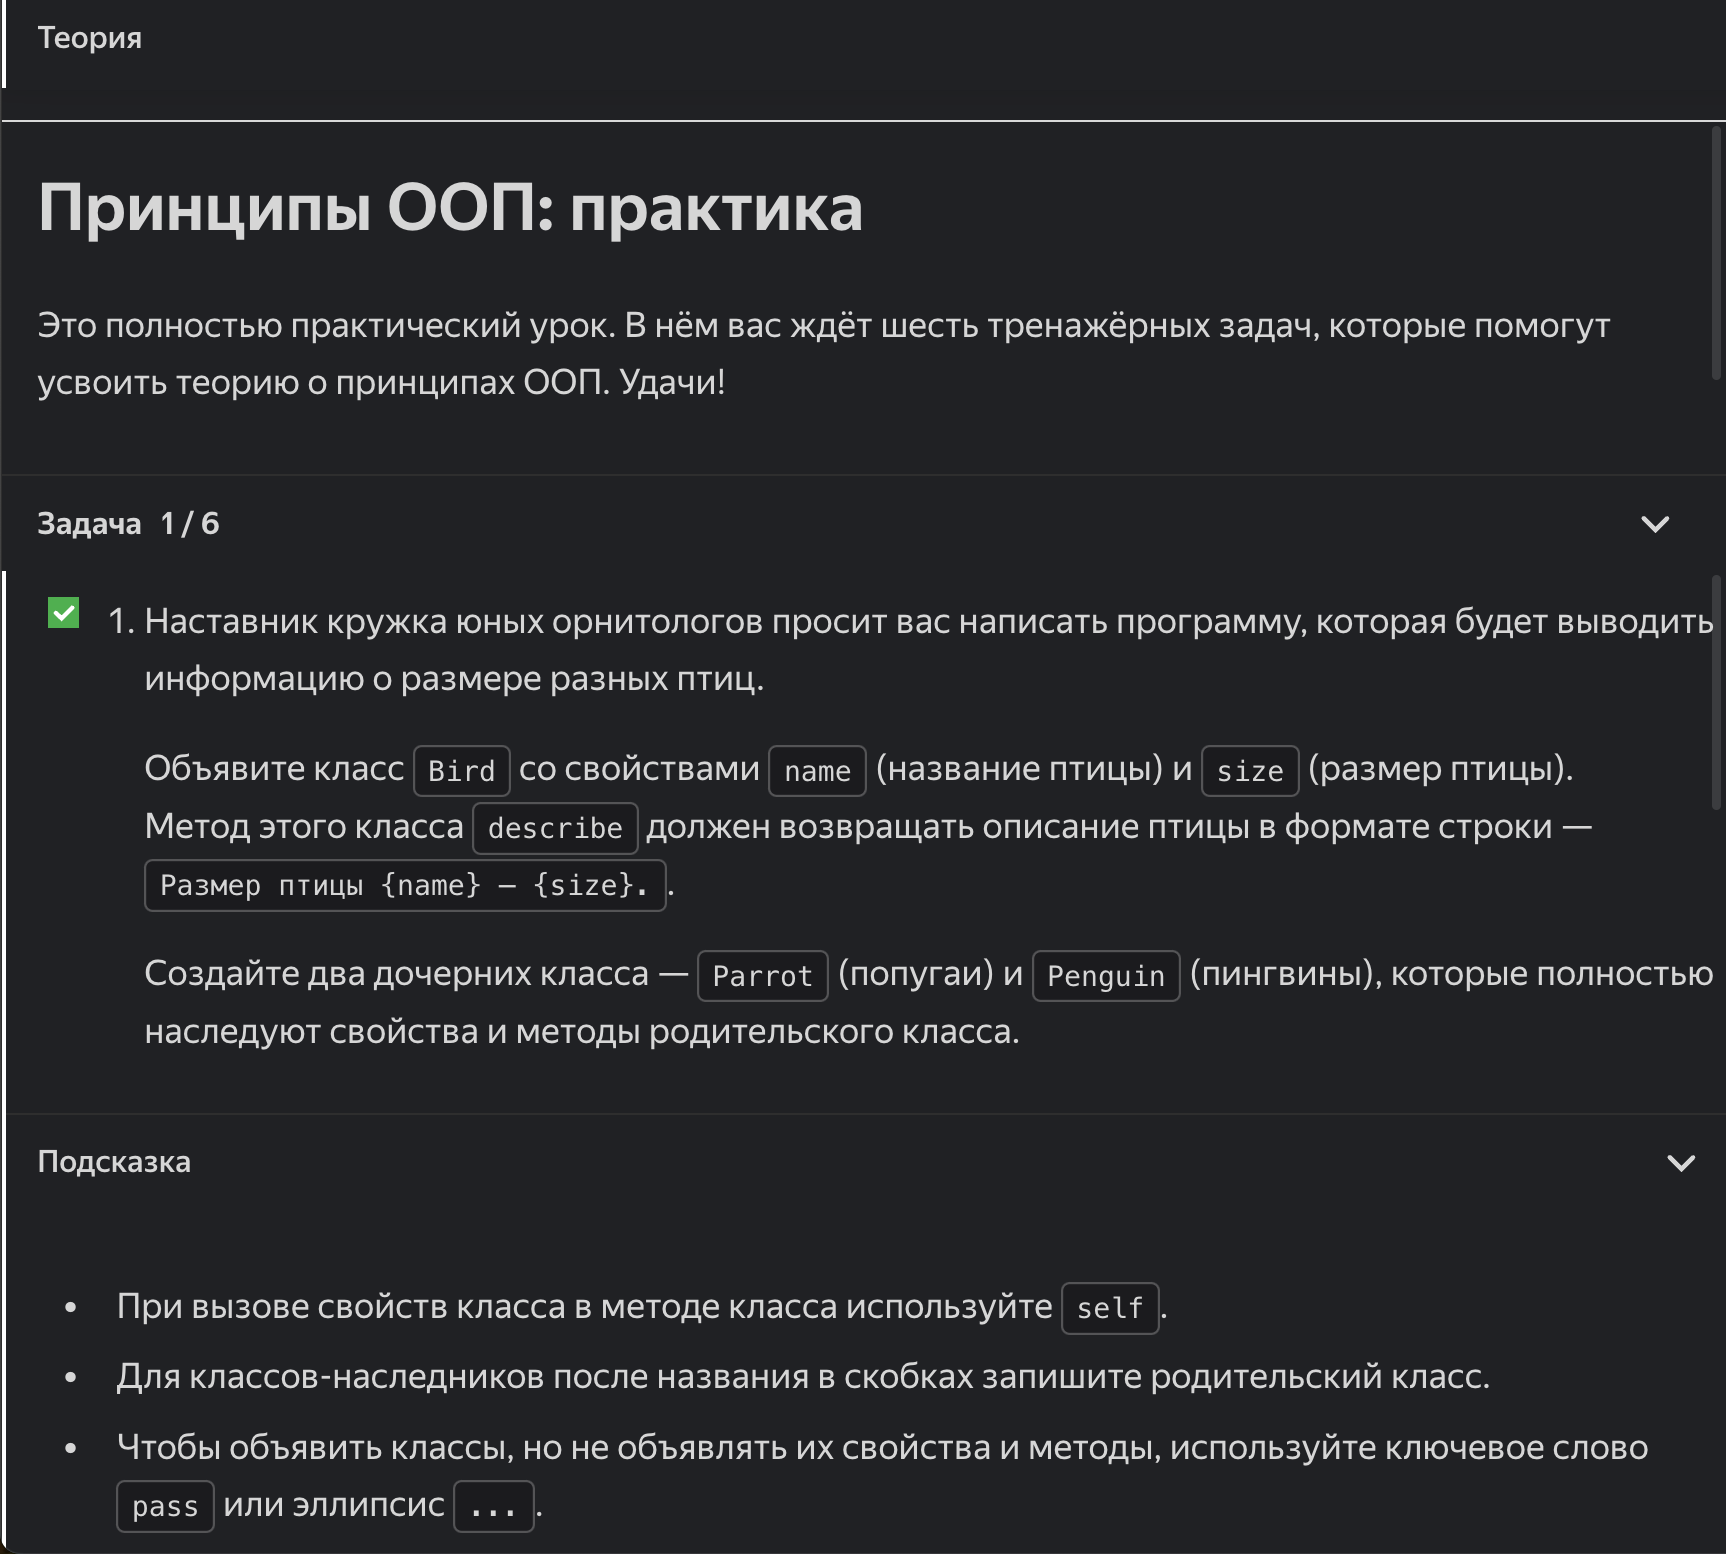 Теория
Принципы ООП: практика
Это полностью практический урок. В нём вас ждёт шесть тренажёрных задач, которые помогут
усвоить теорию о принципах ООП. Удачи!
Задача 1 / 6
1. Наставник кружка юных орнитологов просит вас написать программу, которая будет выводить
информацию о размере разных птиц.
Объявите класс Bird со свойствами name (название птицы) и size (размер птицы).
Метод этого класса describe должен возвращать описание птицы в формате строки —
Размер птицы {name} — {size}. .
Создайте два дочерних класса — Parrot (попугаи) и Penguin (пингвины), которые полностью
наследуют свойства и методы родительского класса.
Подсказка
• При вызове свойств класса в методе класса используйте self.
• Для классов-наследников после названия в скобках запишите родительский класс.
• Чтобы объявить классы, но не объявлять их свойства и методы, используйте ключевое слово
pass или эллипсис ... .